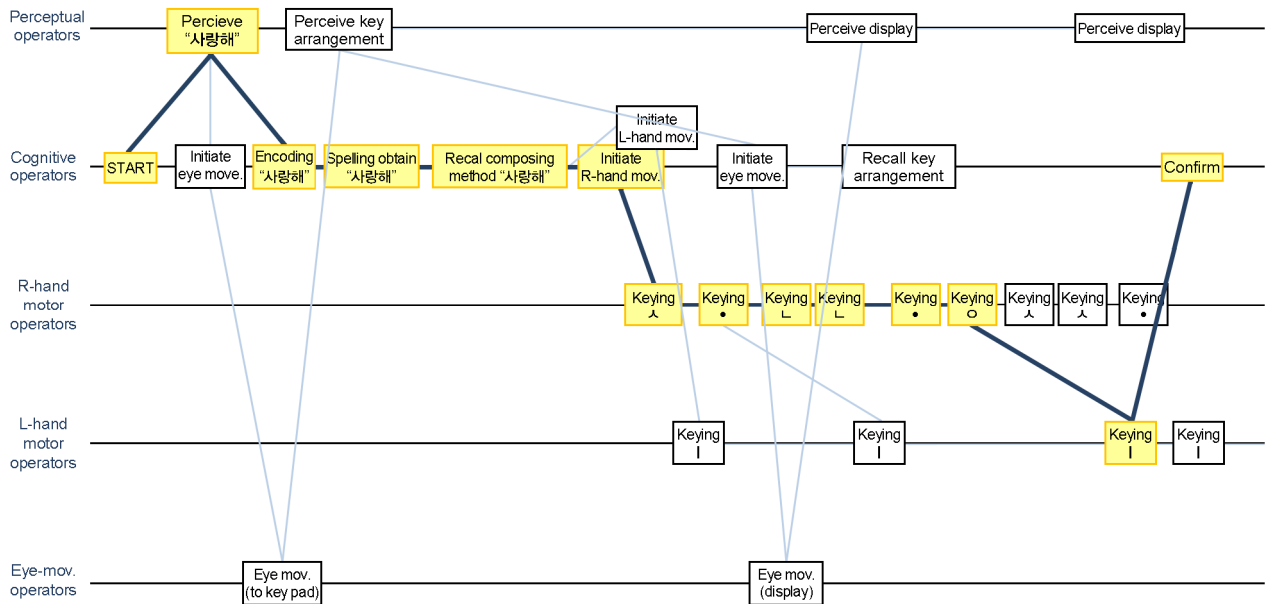 Perceptual
operators
Percieve
“사랑해”
Perceive key
arrangement
Perceive display
Perceive display
Cognitive
operators
START
Initiate
eye move.
Encoding
“사랑해”
Spelling obtain
“사랑해”
Recal composing
method “사랑해”
Initiate
R-hand mov.
Initiate
L-hand mov.
Initiate
eye move.
Recall key
arrangement
Confirm
R-hand
motor
operators
Keying
ㅅ
Keying
•
Keying
ㄴ
Keying
ㄴ
Keying
•
Keying
ㅇ
Keying
ㅅ
Keying
ㅅ
Keying
•
L-hand
motor
operators
Keying
ㅣ
Keying
ㅣ
Keying
ㅣ
Keying
ㅣ
Eye-mov.
operators
Eye mov.
(to key pad)
Eye mov.
(display)